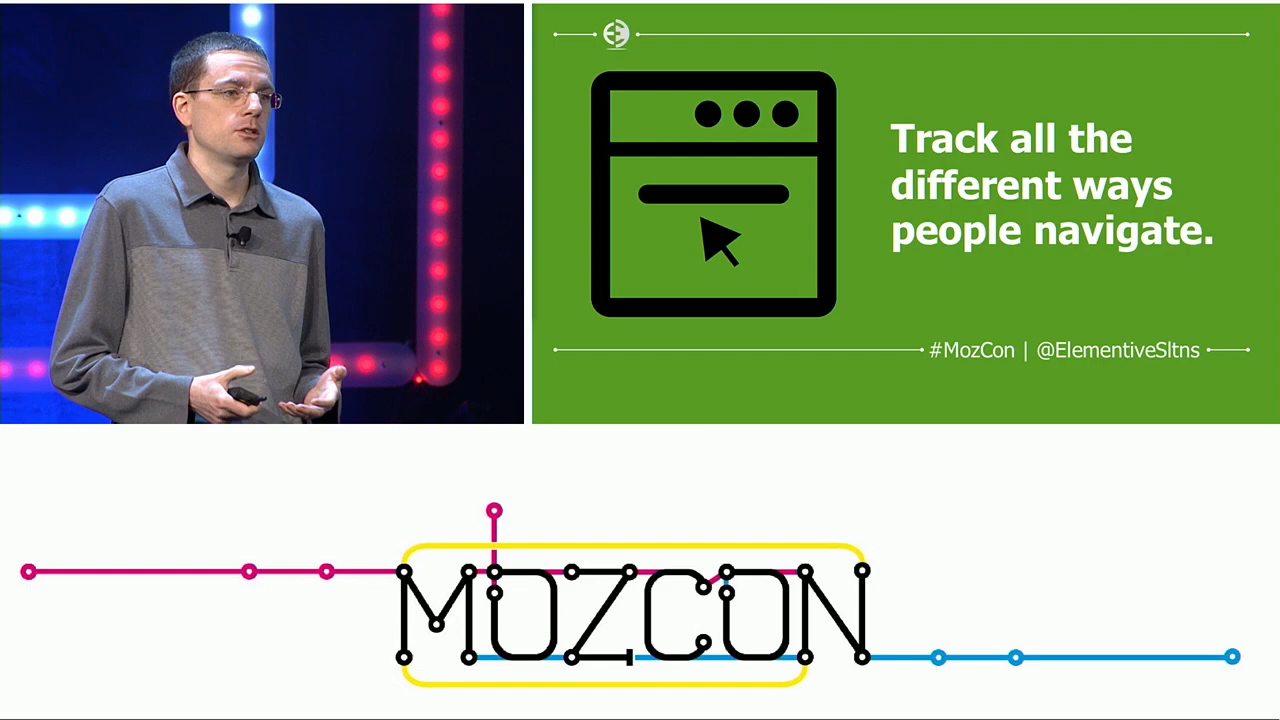 Track all the
different ways
people navigate.
#MozCon | @ElementiveSltns
MOZCON